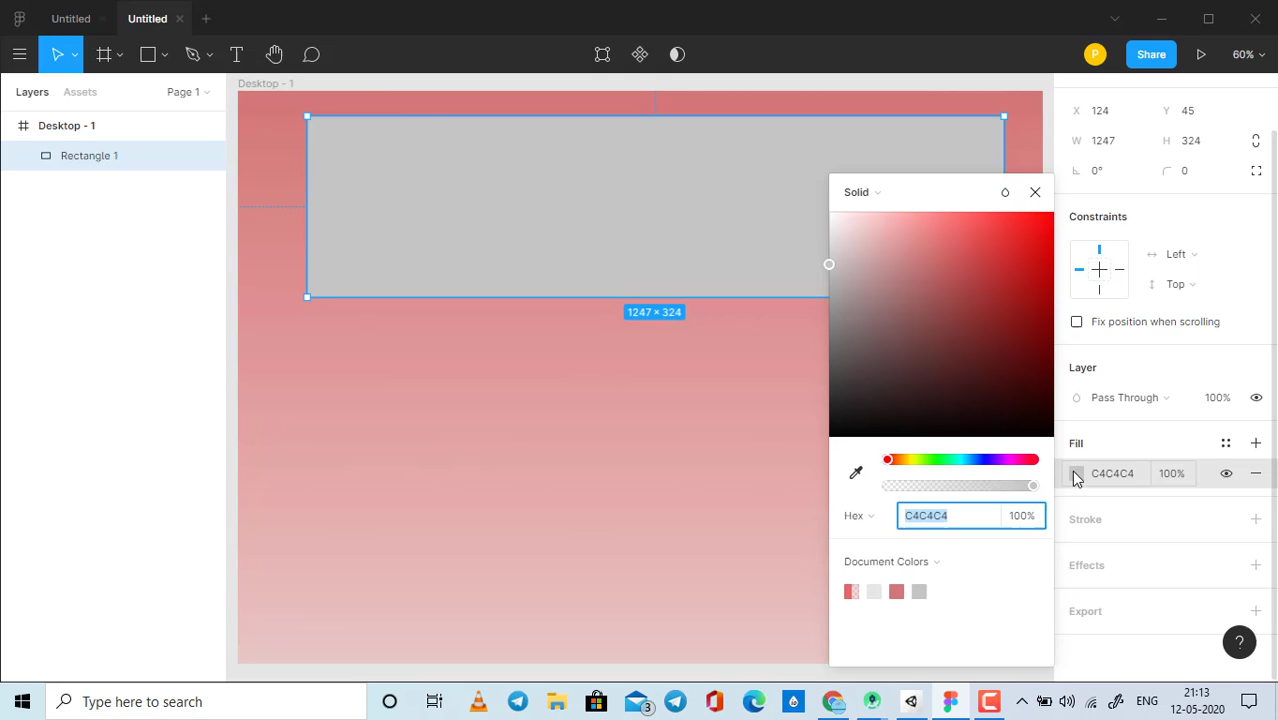 Untitled
Untitled
P
Share
60%
Layers
Assets
Page 1
Desktop - 1
Rectangle 1
Desktop - 1
1247 × 324
X 124
Y 45
W 1247
H 324
0°
0
Constraints
Left
Top
Fix position when scrolling
Layer
Pass Through
100%
Fill
C4C4C4
100%
Stroke
Effects
Export
?
Solid
Hex
C4C4C4
100%
Document Colors
Type here to search
3
ENG
21:13
12-05-2020